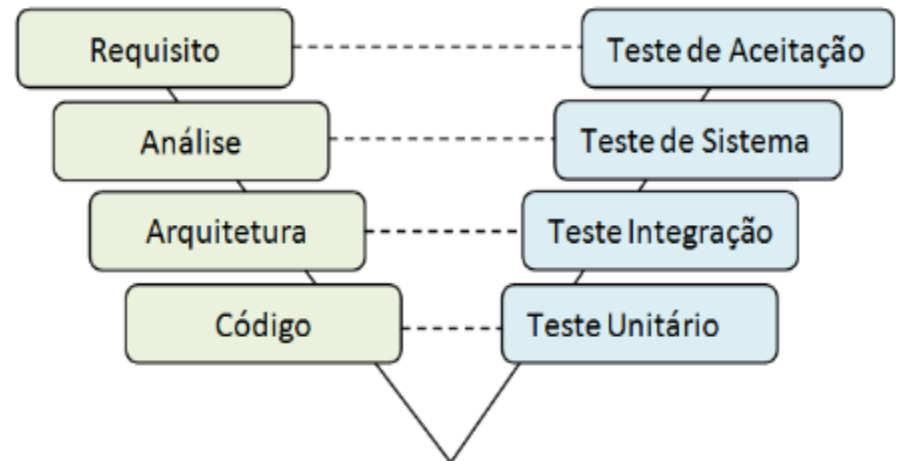 Requisito
Teste de Aceitação
Análise
Teste de Sistema
Arquitetura
Teste Integração
Código
Teste Unitário